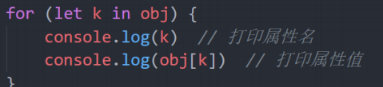 for (let k in obj) {
console.log(k) // 打印属性名
console.log(obj[k]) // 打印属性值
}